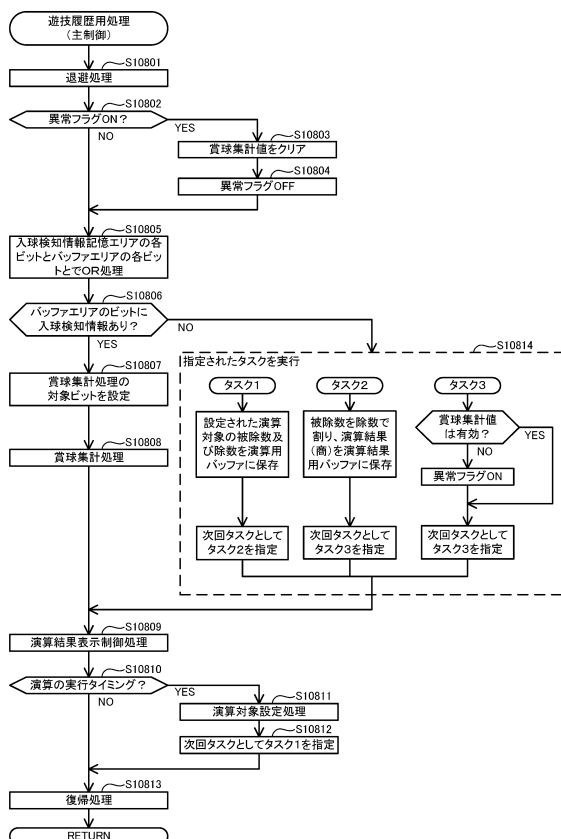 遊技履歴用処理
(主制御)
S10801
退避処理
S10802
異常フラグON?
YES
NO
S10803
賞球集計値をクリア
S10804
異常フラグOFF
S10805
入球検知情報記憶エリアの各
ビットとバッファエリアの各ビッ
トとでOR処理
S10806
バッファエリアのビットに
入球検知情報あり?
NO
YES
S10807
賞球集計処理の
対象ビットを設定
S10808
賞球集計処理
S10814
指定されたタスクを実行
タスク1
設定された演算
対象の被除数及
び除数を演算用
バッファに保存
次回タスクとして
タスク2を指定
タスク2
被除数を除数で
割り、演算結果
(商)を演算結果
用バッファに保存
次回タスクとして
タスク3を指定
タスク3
賞球集計値
は有効?
YES
NO
異常フラグON
次回タスクとして
タスク3を指定
S10809
演算結果表示制御処理
S10810
演算の実行タイミング?
YES
NO
S10811
演算対象設定処理
S10812
次回タスクとしてタスク1を指定
S10813
復帰処理
RETURN